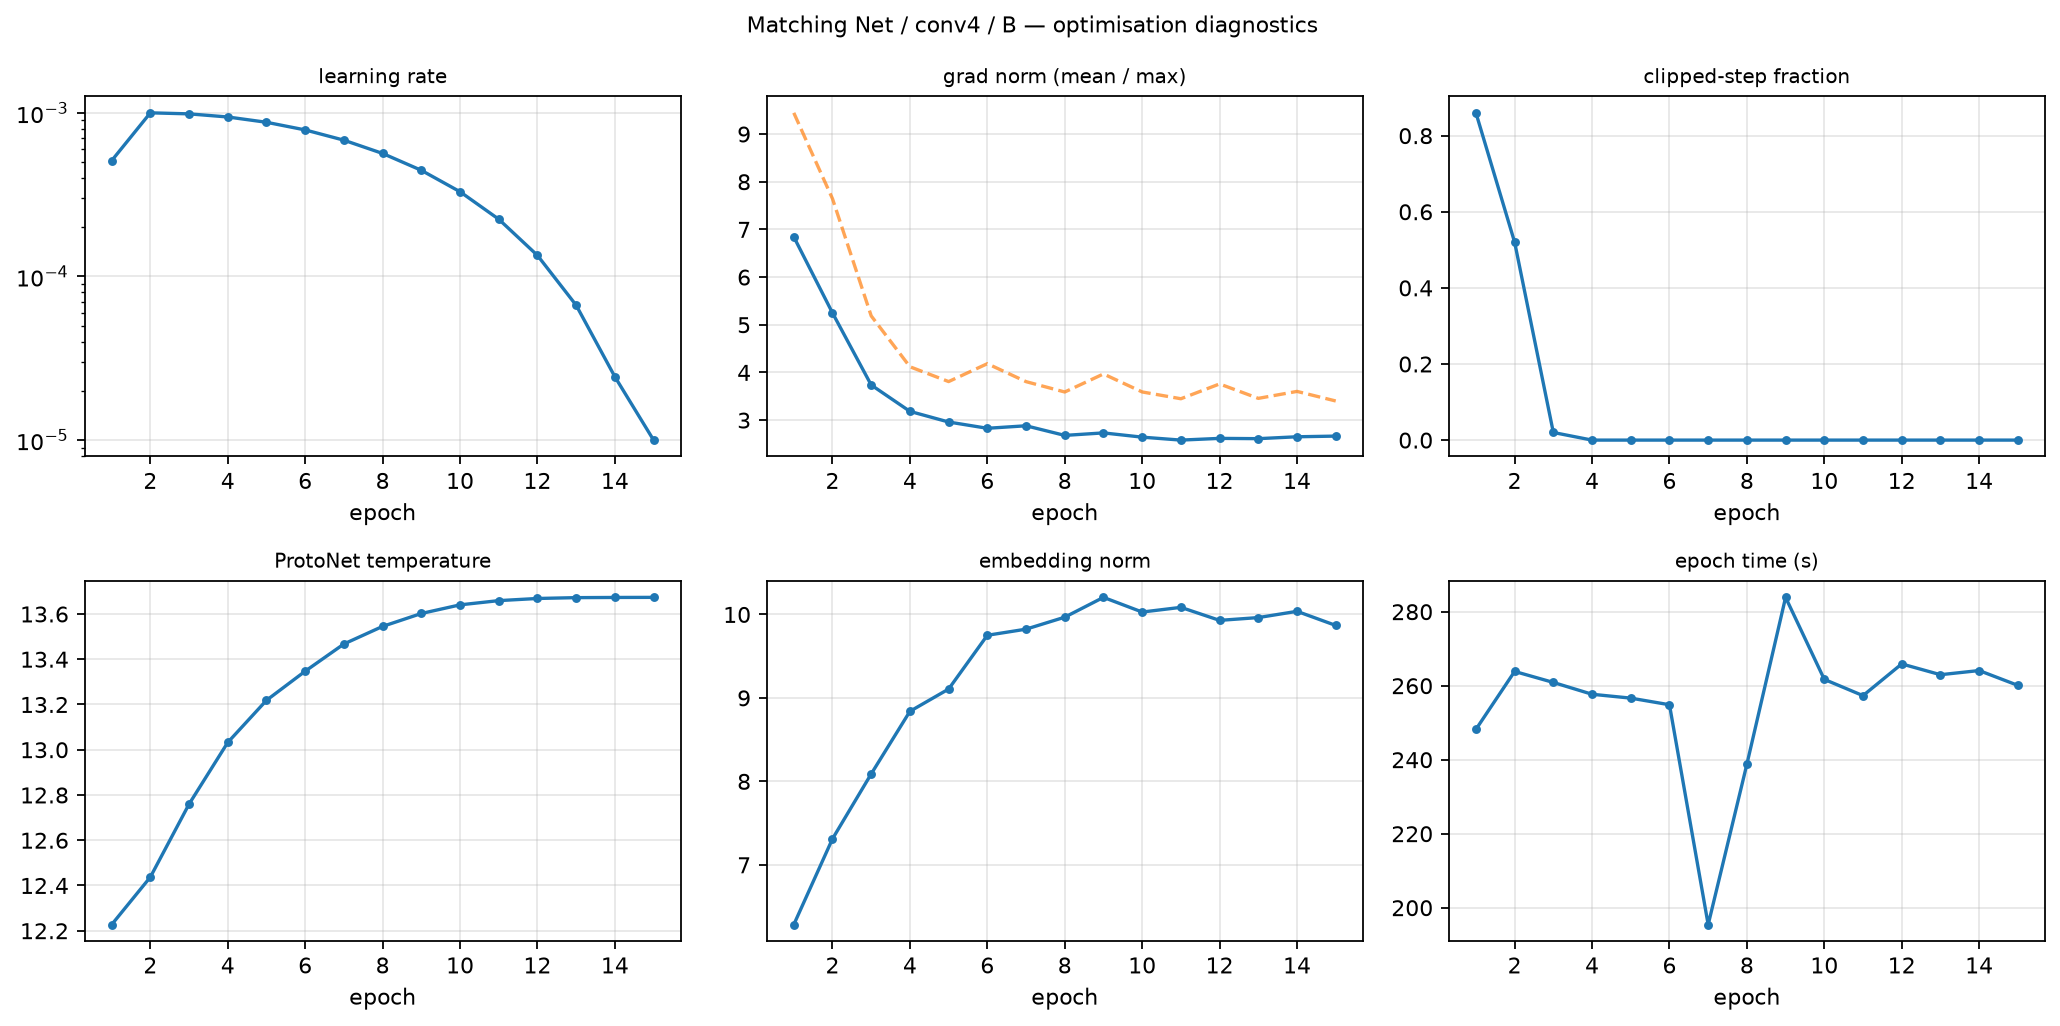 Matching Net / conv4 / B — optimisation diagnostics
learning rate
10⁻³
10⁻⁴
10⁻⁵
2 4 6 8 10 12 14
epoch
grad norm (mean / max)
9
8
7
6
5
4
3
2 4 6 8 10 12 14
epoch
clipped-step fraction
0.8
0.6
0.4
0.2
0.0
2 4 6 8 10 12 14
epoch
ProtoNet temperature
13.6
13.4
13.2
13.0
12.8
12.6
12.4
12.2
2 4 6 8 10 12 14
epoch
embedding norm
10
9
8
7
2 4 6 8 10 12 14
epoch
epoch time (s)
280
260
240
220
200
2 4 6 8 10 12 14
epoch